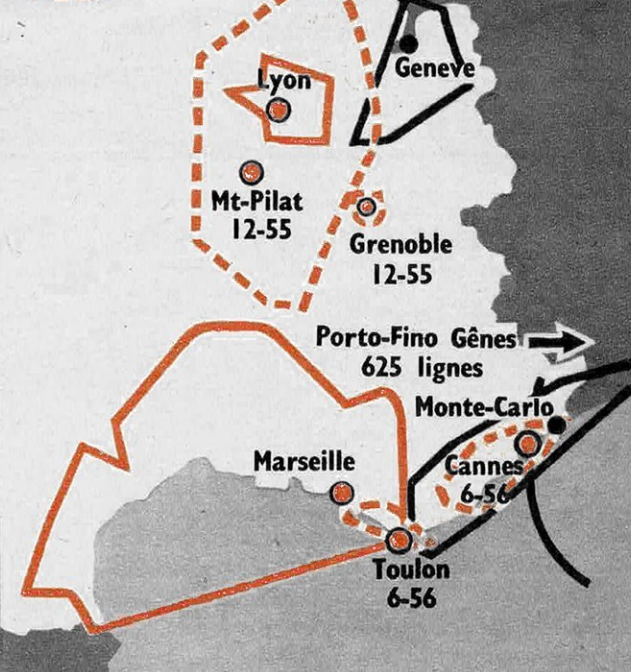 Geneve
Lyon
Mt-Pilat
12-55
Grenoble
12-55
Porto-Fino Gênes
625 lignes
Monte-Carlo
Marseille
Cannes
6-56
Toulon
6-56